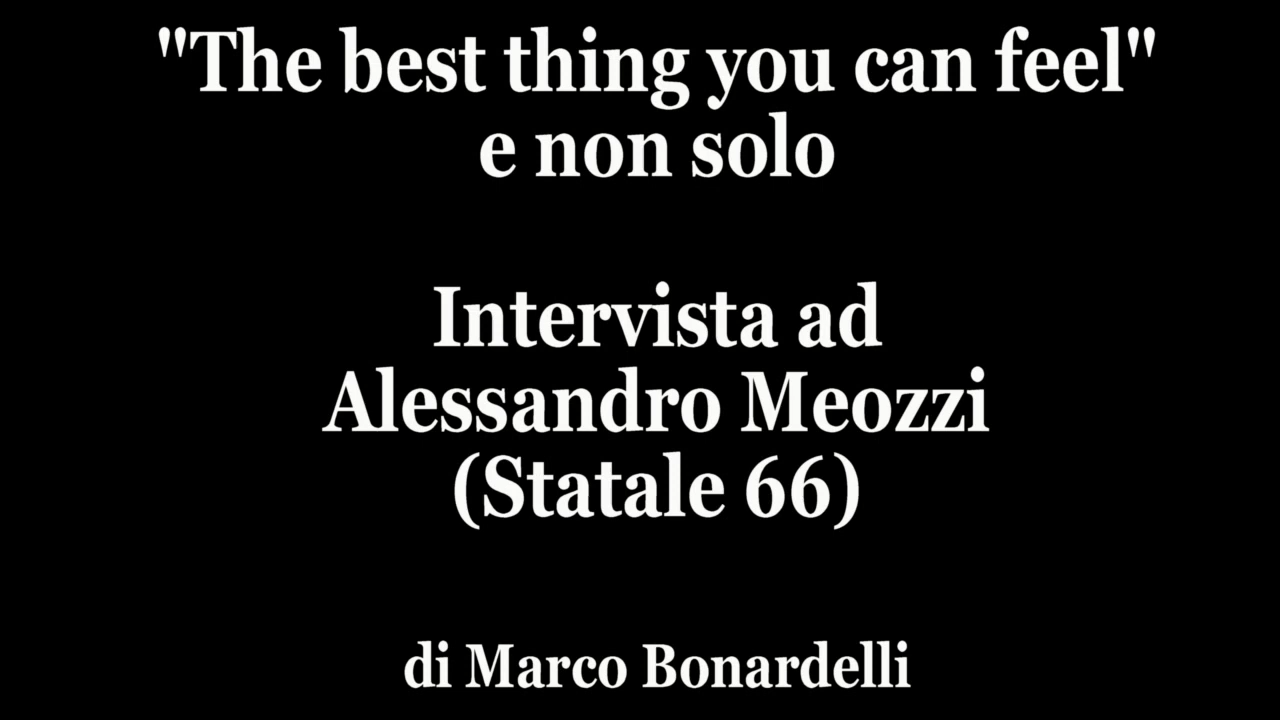 "The best thing you can feel"
e non solo
Intervista ad
Alessandro Meozzi
(Statale 66)
di Marco Bonardelli